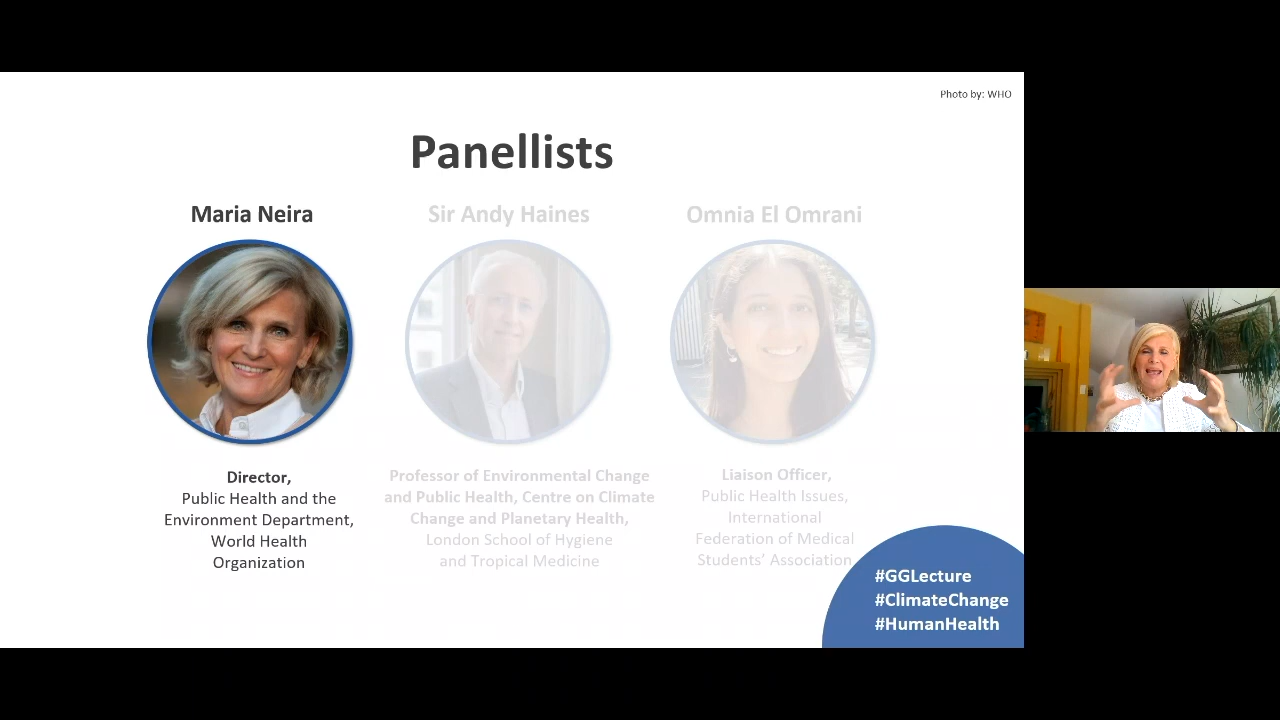 Photo by: WHO
Panellists
Maria Neira
Director,
Public Health and the
Environment Department,
World Health
Organization
Sir Andy Haines
Professor of Environmental Change
and Public Health, Centre on Climate
Change and Planetary Health,
London School of Hygiene
and Tropical Medicine
Omnia El Omrani
Liaison Officer,
Public Health Issues,
International
Federation of Medical
Students’ Association
#GGLecture
#ClimateChange
#HumanHealth